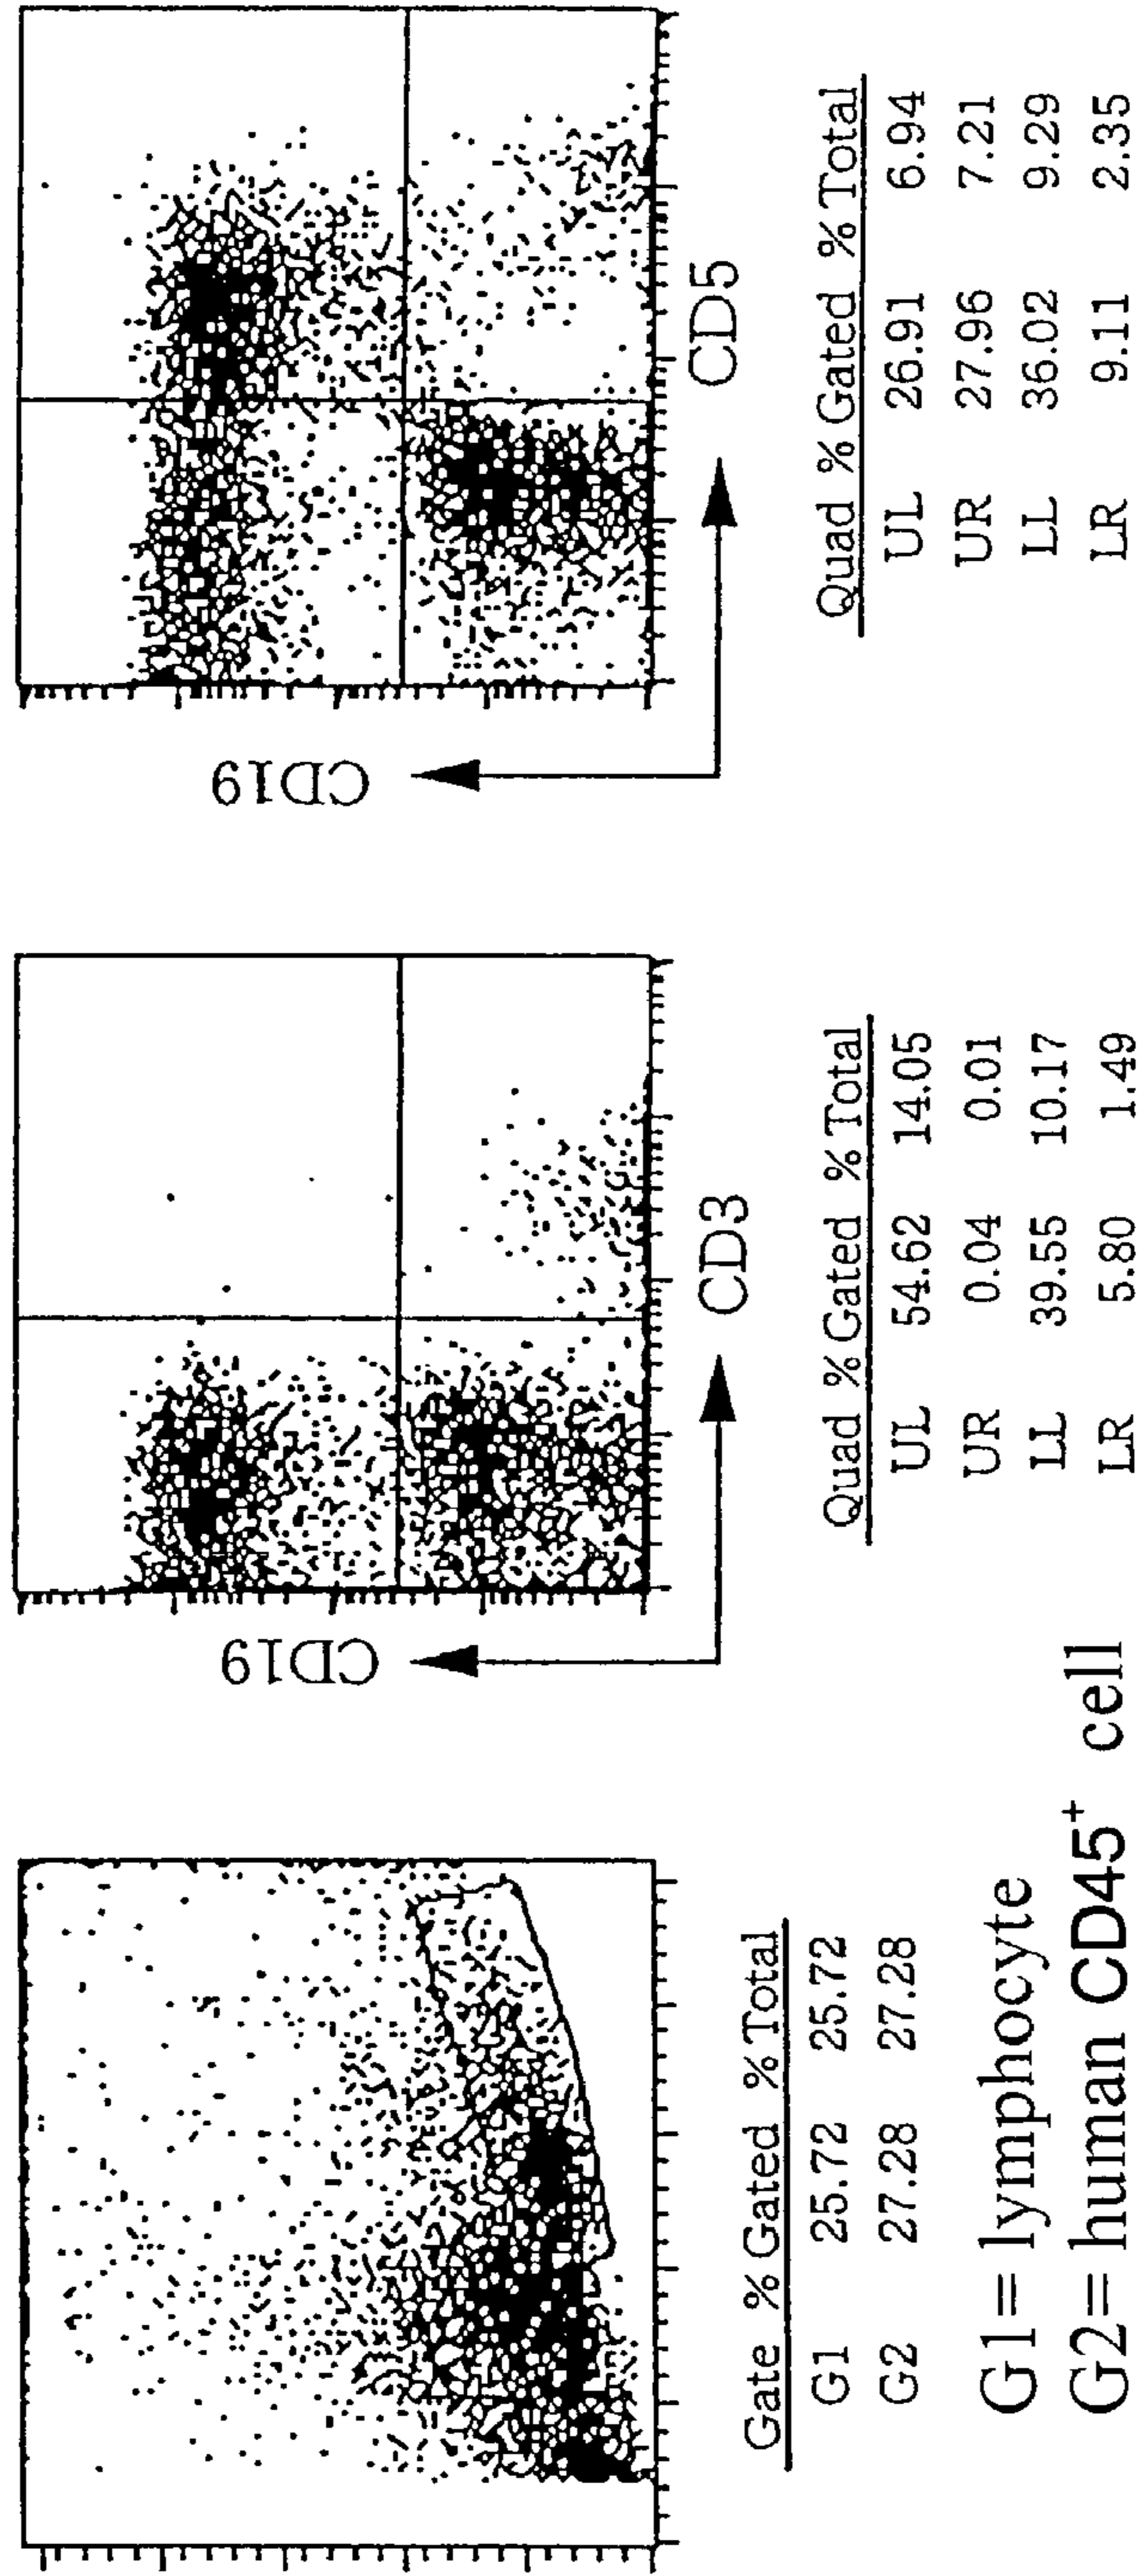 Gate % Gated % Total
G1 25.72 25.72
G2 27.28 27.28
G1 = lymphocyte
G2 = human CD45+ cell
CD19
CD3
Quad % Gated % Total
UL 54.62 14.05
UR 0.04 0.01
LL 39.55 10.17
LR 5.80 1.49
CD19
CD5
Quad % Gated % Total
UL 26.91 6.94
UR 27.96 7.21
LL 36.02 9.29
LR 9.11 2.35